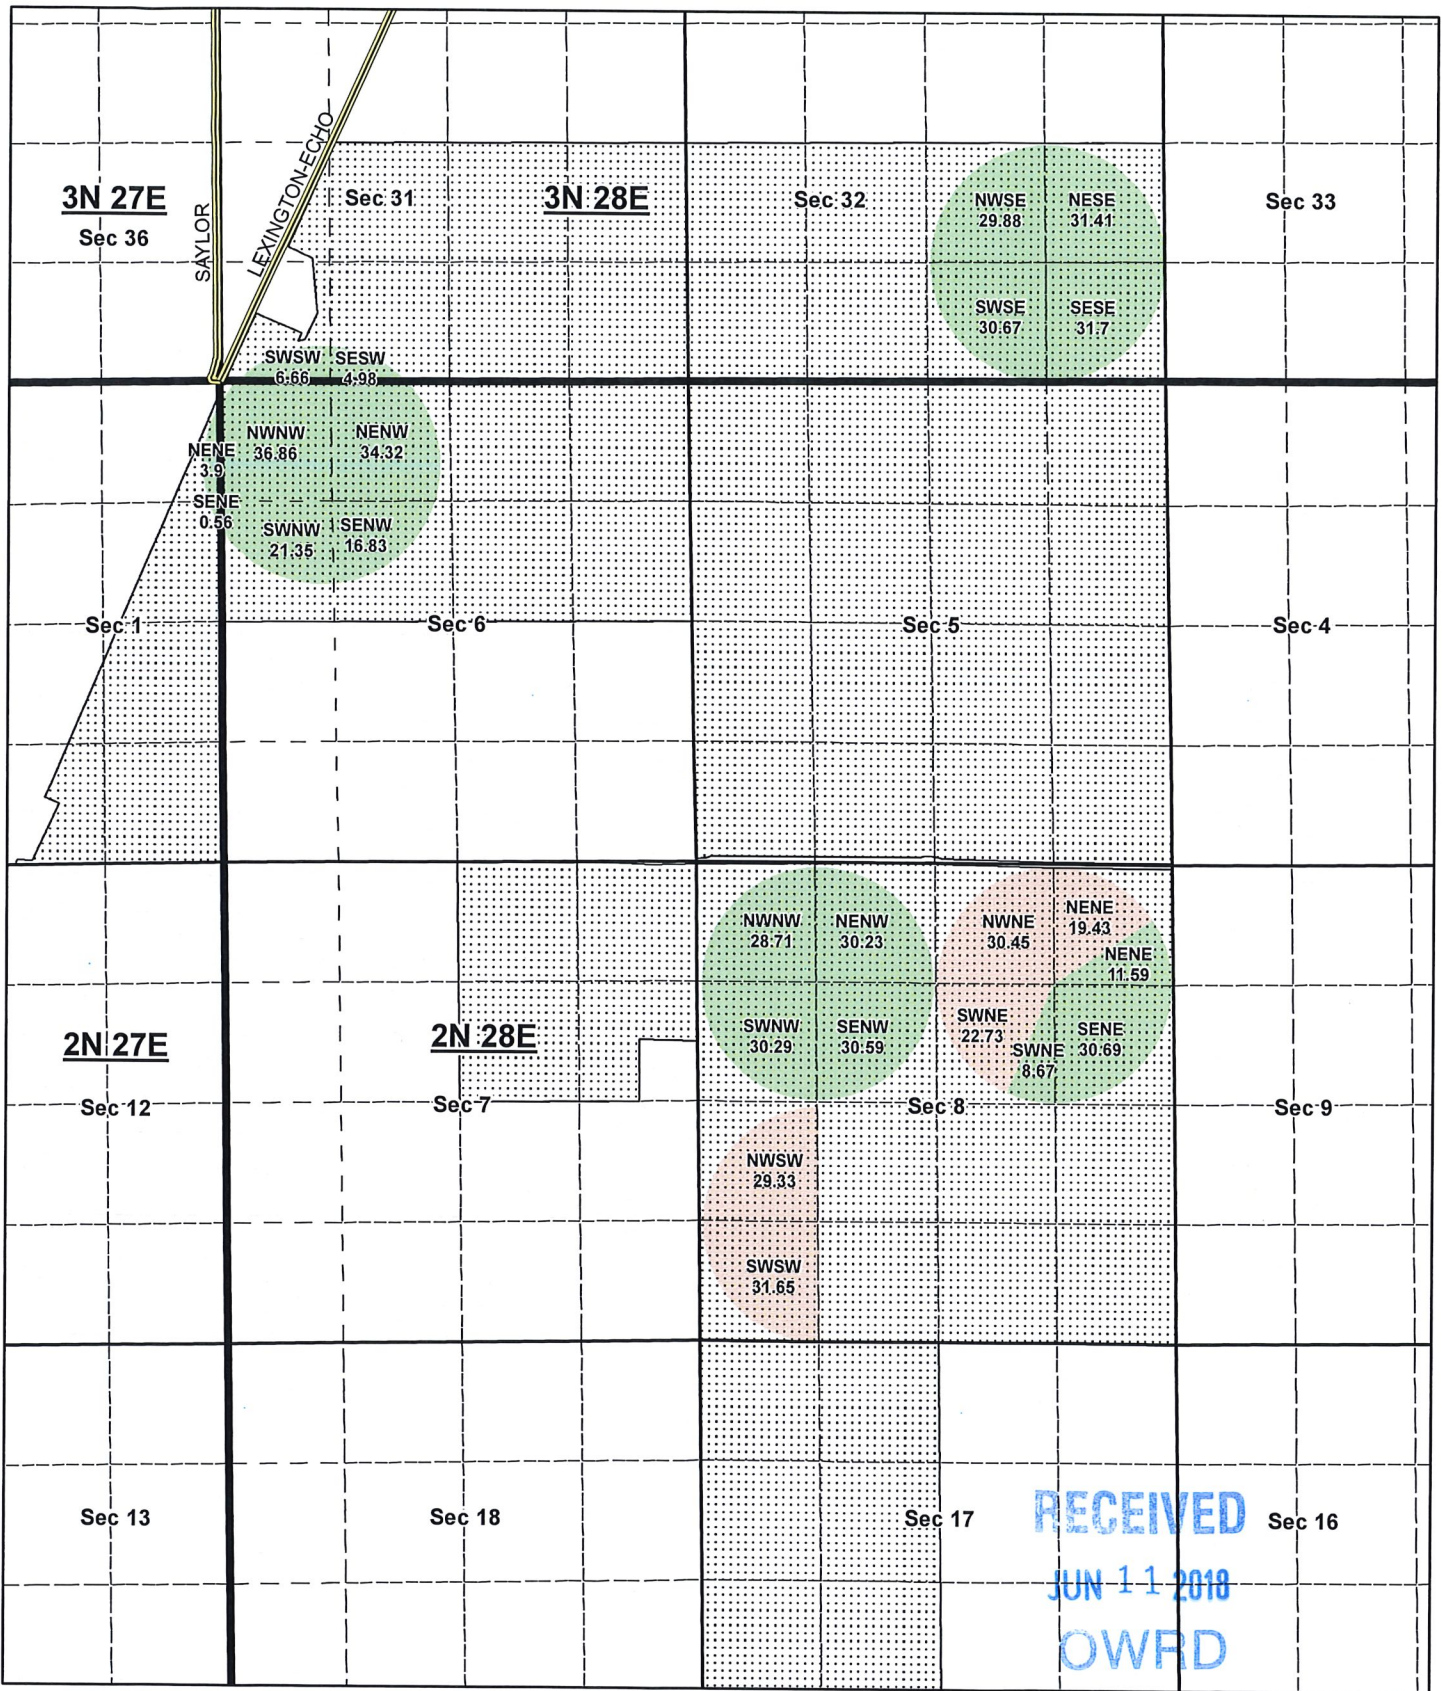 SAYLOR
LEXINGTON-ECHO
3N 27E
Sec 36
Sec 31
3N 28E
Sec 32
Sec 33
NWSE
29.88
NESE
31.41
SWSE
30.67
SESE
31.7
SWSW
6.66
SESW
4.98
NWNW
36.86
NENW
34.32
NENE
3.9
SENE
0.56
SWNW
21.35
SENW
16.83
Sec 1
Sec 6
Sec 5
Sec 4
NWNW
28.71
NENW
30.23
NWNE
30.45
NENE
19.43
NENE
11.59
SWNW
30.29
SENW
30.59
SWNE
22.73
SWNE
8.67
SENE
30.69
2N 27E
2N 28E
Sec 12
Sec 7
Sec 8
Sec 9
NWSW
29.33
SWSW
31.65
Sec 13
Sec 18
Sec 17
Sec 16
RECEIVED
JUN 11 2018
OWRD